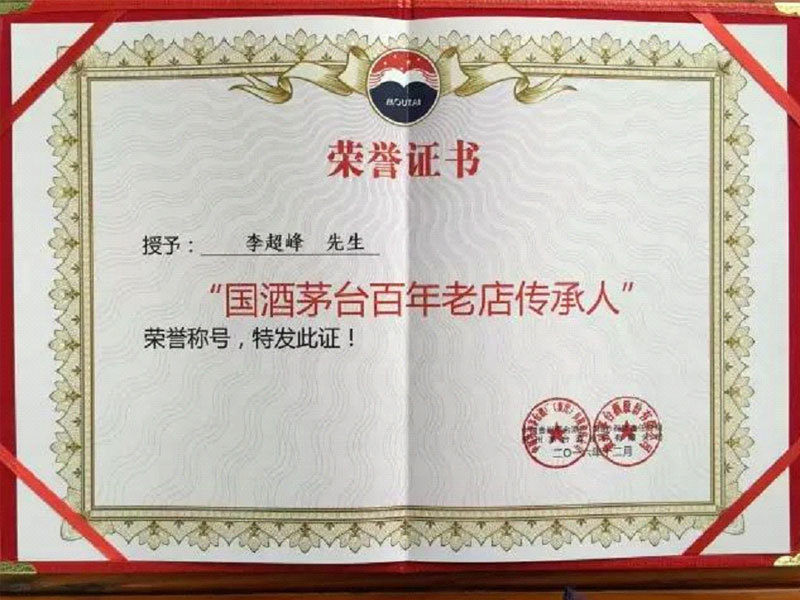 MOUTAI
荣誉证书
授予：李超峰 先生
“国酒茅台百年老店传承人”
荣誉称号，特发此证！